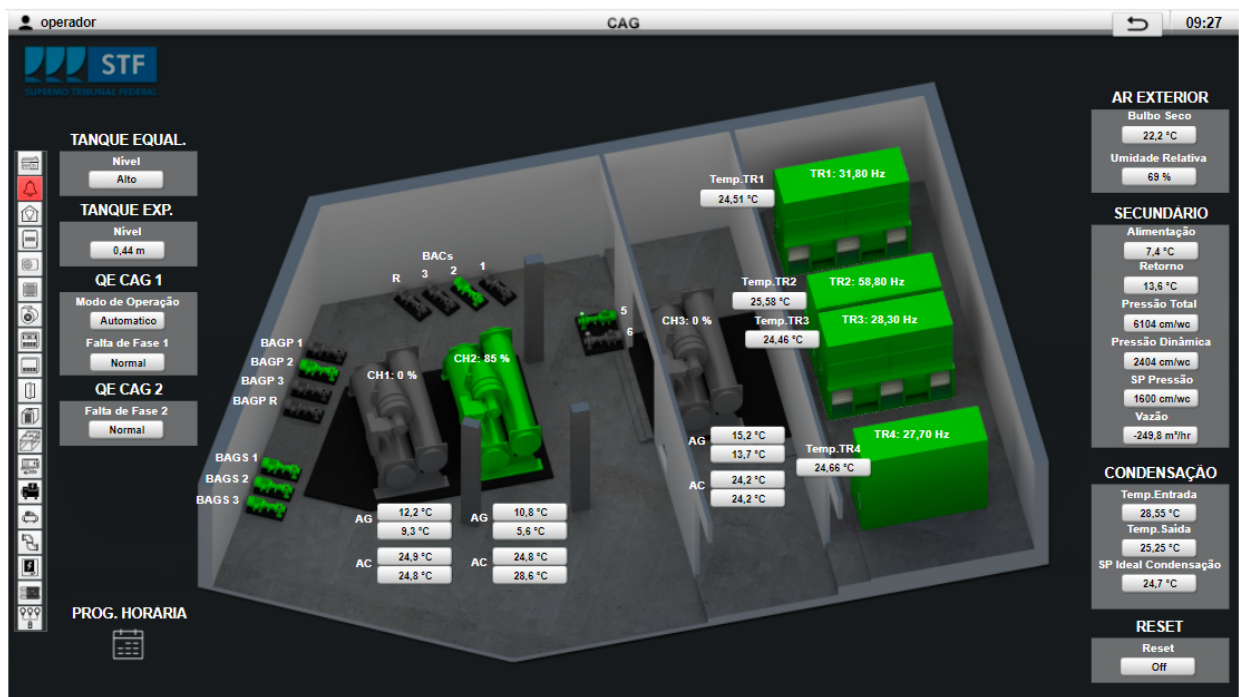 operador
CAG
09:27
STF
SUPREMO TRIBUNAL FEDERAL
TANQUE EQUAL.
Nível
Alto
TANQUE EXP.
Nível
0,44 m
QE CAG 1
Modo de Operação
Automatico
Falta de Fase 1
Normal
QE CAG 2
Falta de Fase 2
Normal
PROG. HORARIA
BACs
R 3 2 1
5
6
BAGP 1
BAGP 2
BAGP 3
BAGP R
BAGS 1
BAGS 2
BAGS 3
CH1: 0 %
CH2: 85 %
CH3: 0 %
AG
12,2 °C
9,3 °C
AC
24,9 °C
24,8 °C
AG
10,8 °C
5,6 °C
AC
24,8 °C
28,6 °C
AG
15,2 °C
13,7 °C
AC
24,2 °C
24,2 °C
Temp.TR1
24,51 °C
TR1: 31,80 Hz
Temp.TR2
25,58 °C
TR2: 58,80 Hz
Temp.TR3
24,46 °C
TR3: 28,30 Hz
Temp.TR4
24,66 °C
TR4: 27,70 Hz
AR EXTERIOR
Bulbo Seco
22,2 °C
Umidade Relativa
69 %
SECUNDÁRIO
Alimentação
7,4 °C
Retorno
13,6 °C
Pressão Total
6104 cm/wc
Pressão Dinâmica
2404 cm/wc
SP Pressão
1600 cm/wc
Vazão
-249,8 m³/hr
CONDENSAÇÃO
Temp.Entrada
28,55 °C
Temp.Saída
25,25 °C
SP Ideal Condensação
24,7 °C
RESET
Reset
Off